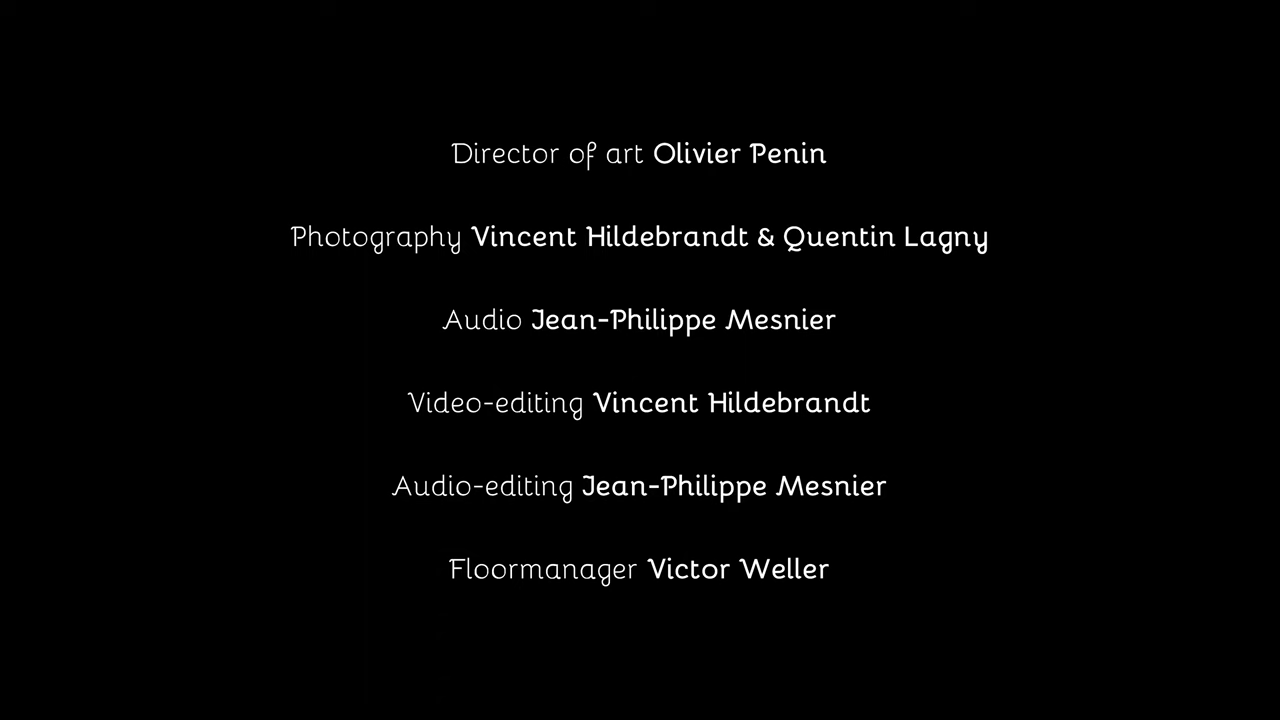 Director of art Olivier Penin
Photography Vincent Hildebrandt & Quentin Lagny
Audio Jean-Philippe Mesnier
Video-editing Vincent Hildebrandt
Audio-editing Jean-Philippe Mesnier
Floormanager Victor Weller